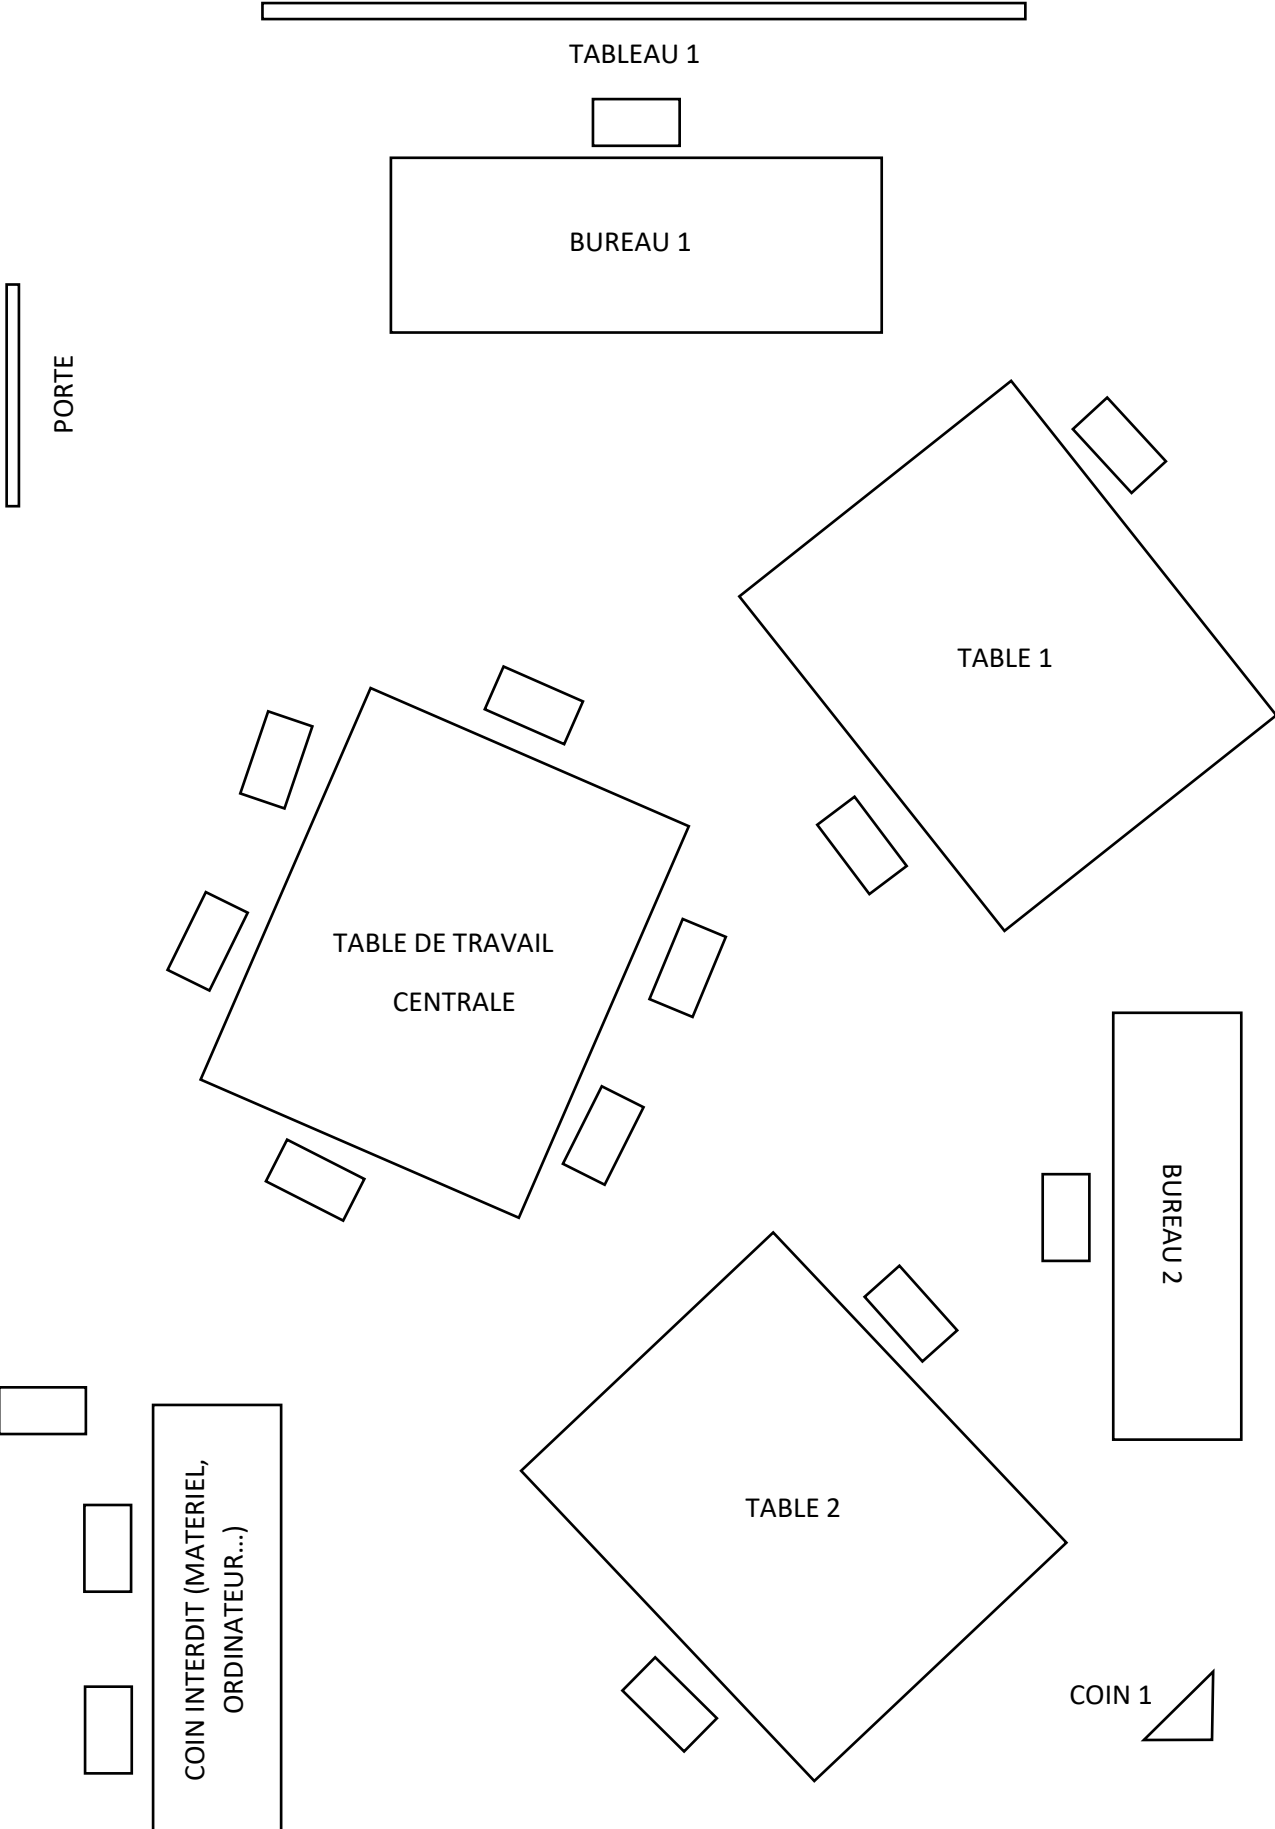 TABLEAU 1
BUREAU 1
PORTE
TABLE 1
TABLE DE TRAVAIL
CENTRALE
BUREAU 2
COIN INTERDIT (MATERIEL,
ORDINATEUR...)
TABLE 2
COIN 1